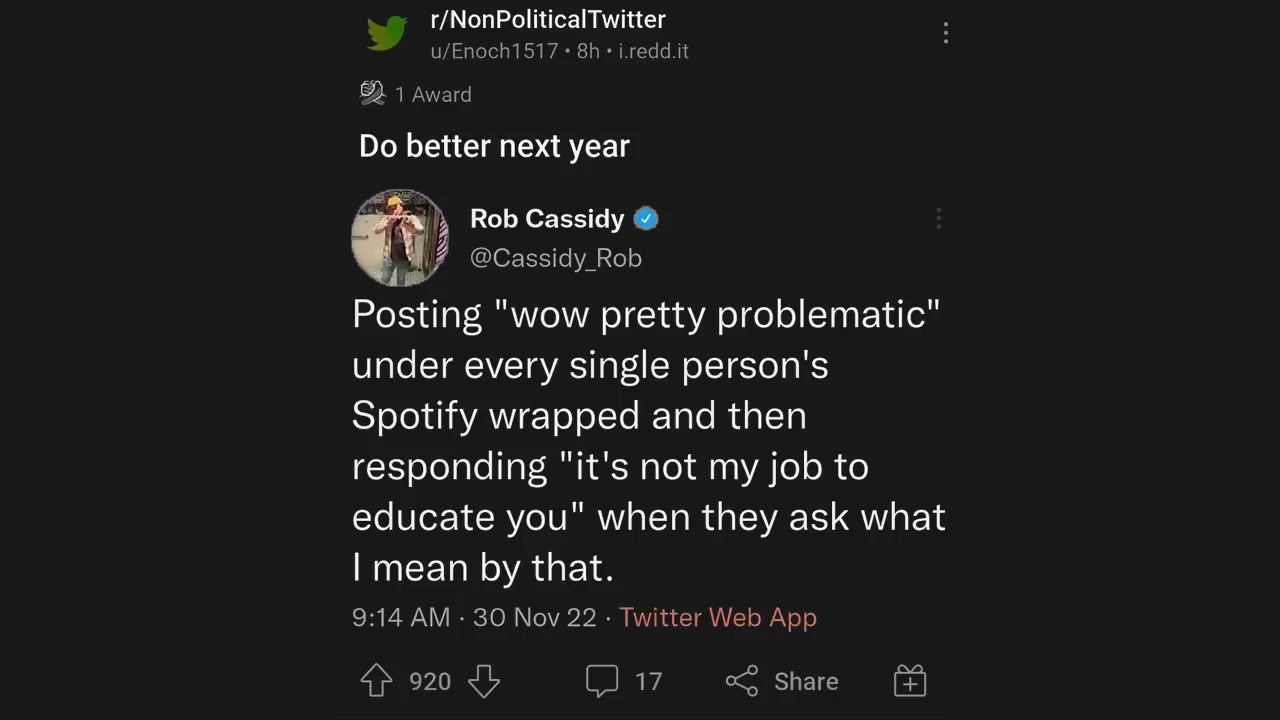 r/NonPoliticalTwitter
u/Enoch1517 • 8h • i.redd.it
1 Award
Do better next year
Rob Cassidy
@Cassidy_Rob
Posting "wow pretty problematic"
under every single person's
Spotify wrapped and then
responding "it's not my job to
educate you" when they ask what
I mean by that.
9:14 AM · 30 Nov 22 · Twitter Web App
920 17 Share